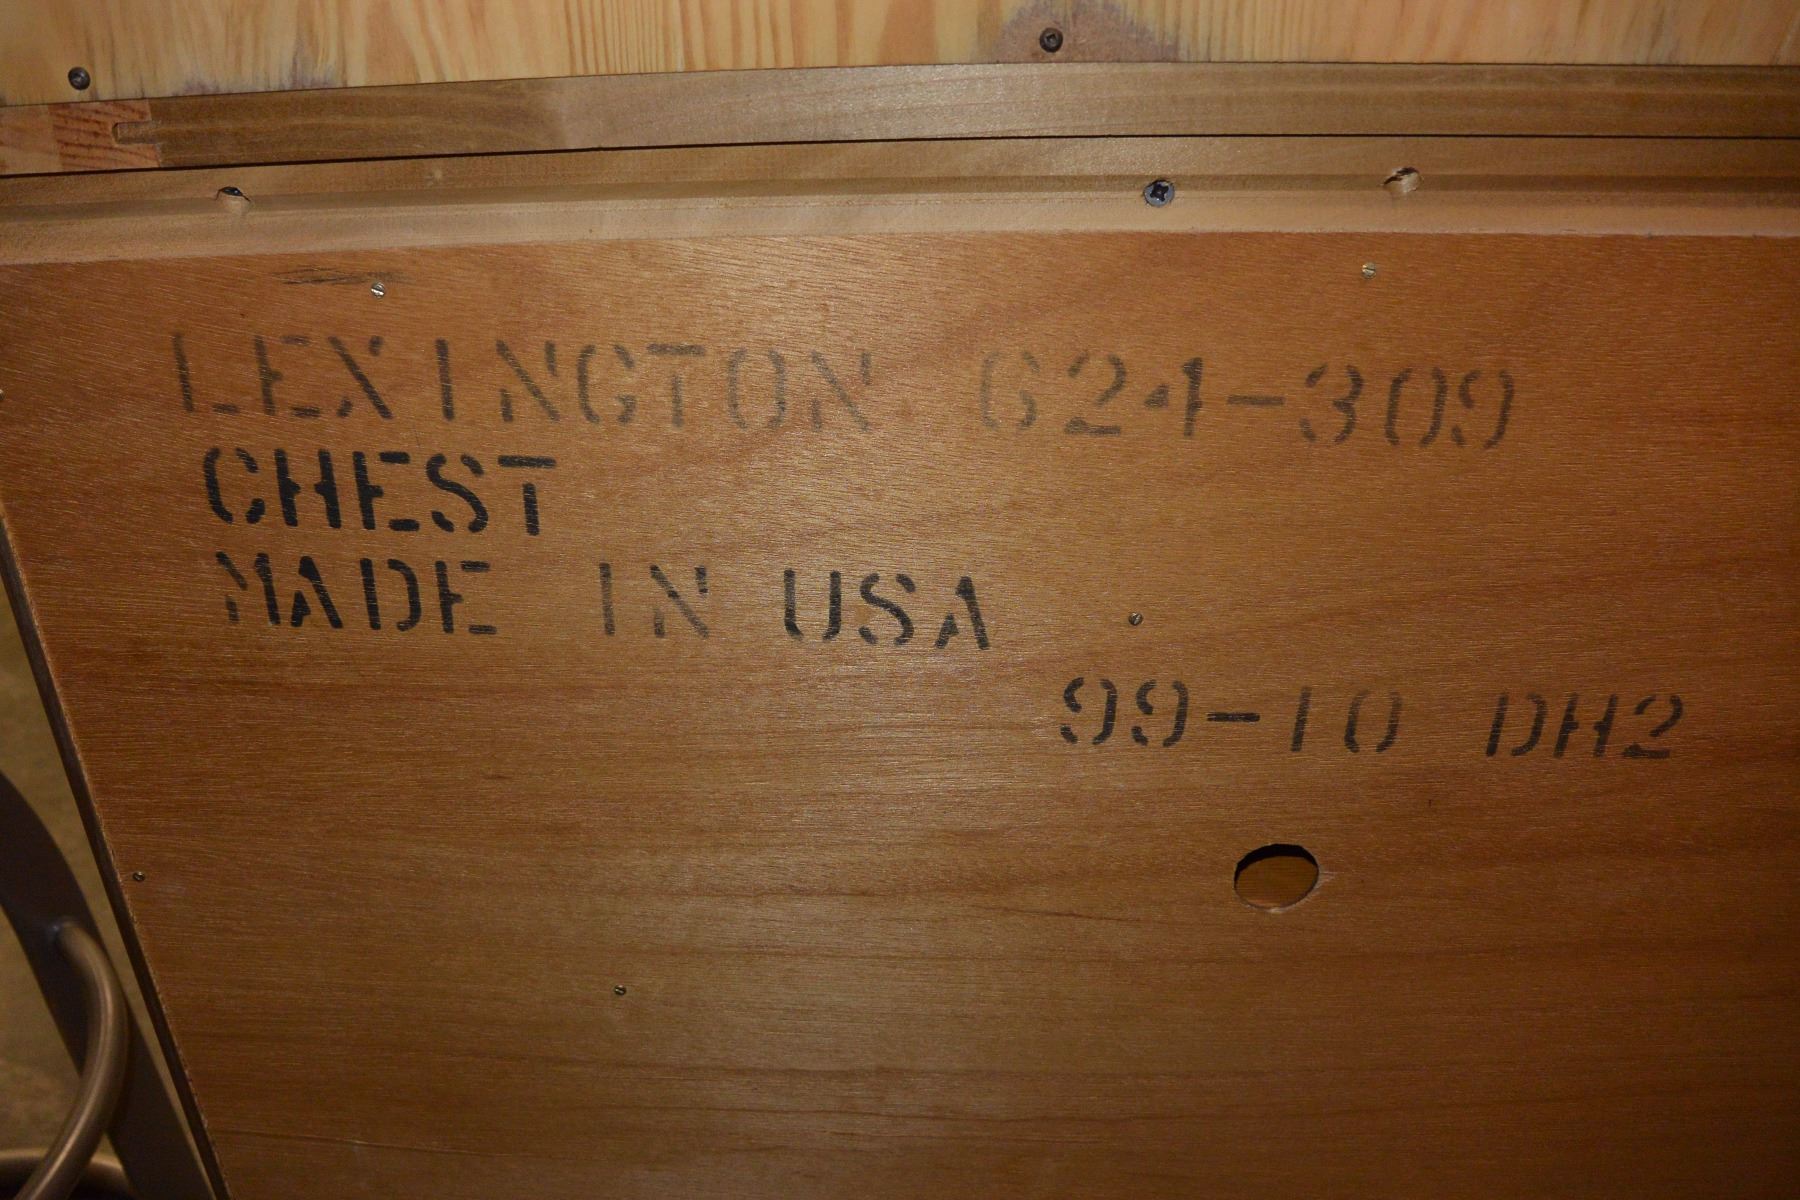 LEXINGTON 624-309
CHEST
MADE IN USA
99-10 DH2